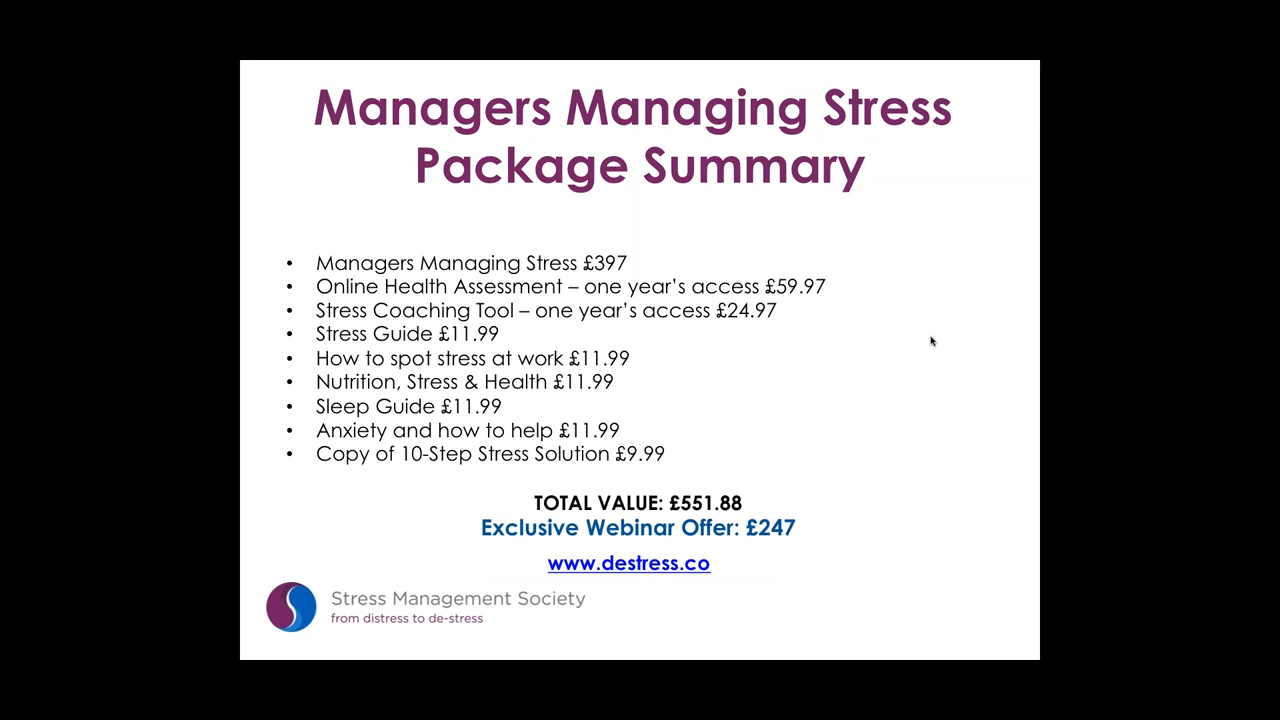 Managers Managing Stress
Package Summary
• Managers Managing Stress £397
• Online Health Assessment – one year’s access £59.97
• Stress Coaching Tool – one year’s access £24.97
• Stress Guide £11.99
• How to spot stress at work £11.99
• Nutrition, Stress & Health £11.99
• Sleep Guide £11.99
• Anxiety and how to help £11.99
• Copy of 10-Step Stress Solution £9.99
TOTAL VALUE: £551.88
Exclusive Webinar Offer: £247
www.destress.co
Stress Management Society
from distress to de-stress